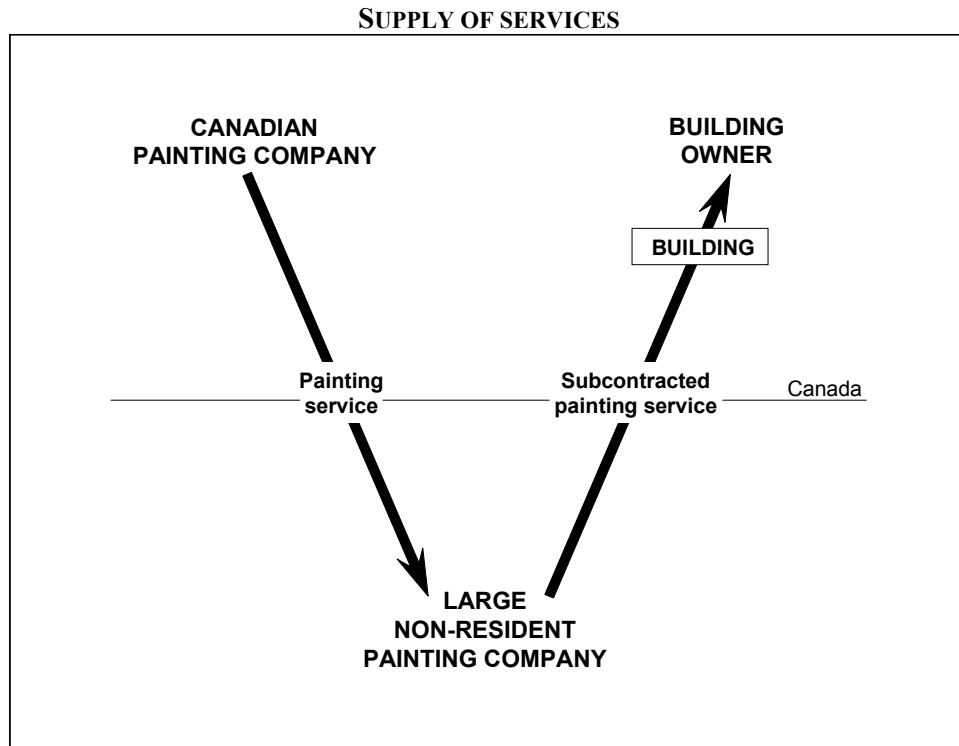 SUPPLY OF SERVICES
CANADIAN
PAINTING COMPANY
BUILDING
OWNER
BUILDING
Painting
service
Subcontracted
painting service
Canada
LARGE
NON-RESIDENT
PAINTING COMPANY